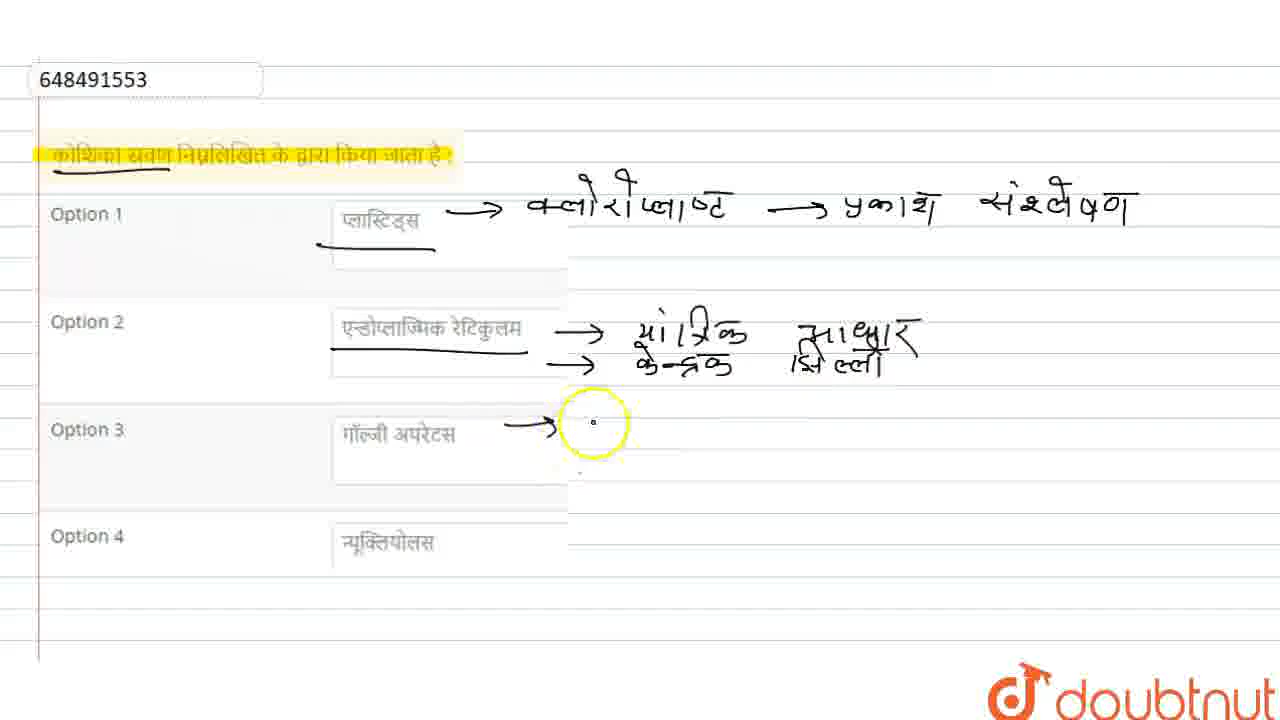 648491553
कोशिका स्रवण निम्नलिखित के द्वारा किया जाता है :
Option 1 प्लास्टिड्स → क्लोरोप्लाष्ट → प्रकाश संश्लेषण
Option 2 एन्डोप्लाज्मिक रेटिकुलम → यांत्रिक आधार
→ केन्द्रक झिल्ली
Option 3 गॉल्जी अपरेटस →
Option 4 न्यूक्लियोलस
doubtnut